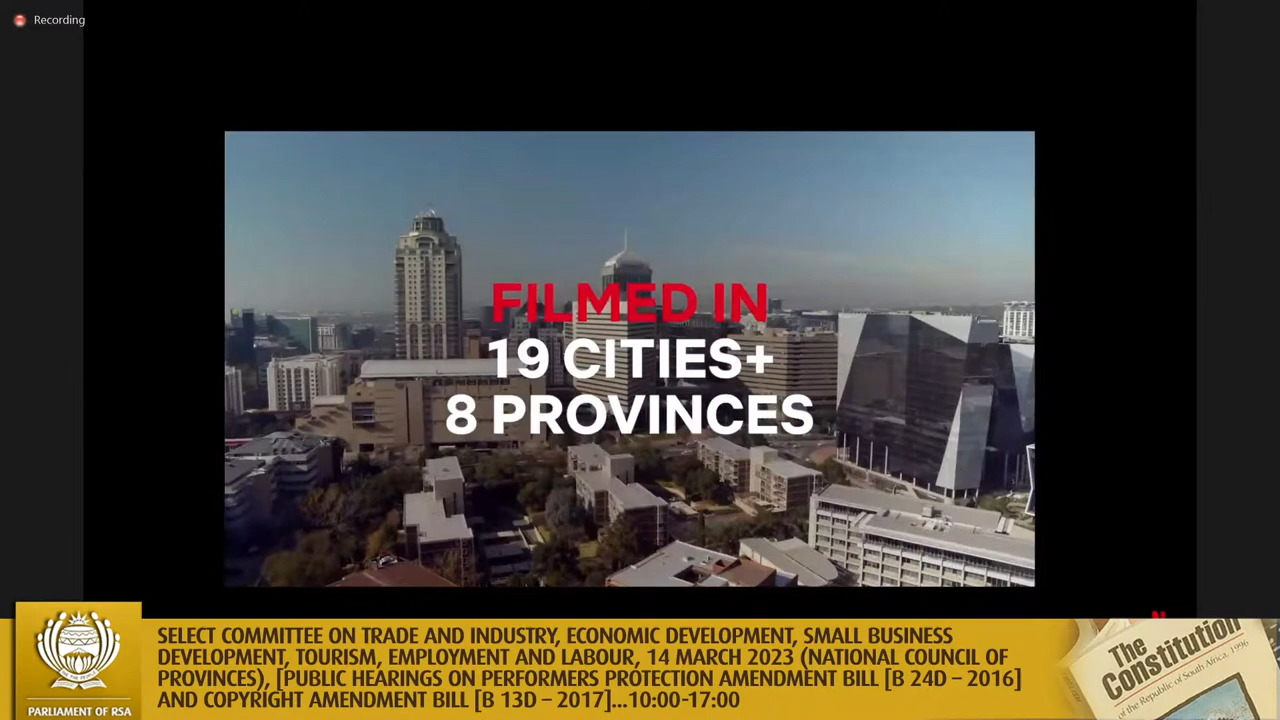 Recording
FILMED IN
19 CITIES+
8 PROVINCES
N
PARLIAMENT OF RSA
SELECT COMMITTEE ON TRADE AND INDUSTRY, ECONOMIC DEVELOPMENT, SMALL BUSINESS
DEVELOPMENT, TOURISM, EMPLOYMENT AND LABOUR, 14 MARCH 2023 (NATIONAL COUNCIL OF
PROVINCES), [PUBLIC HEARINGS ON PERFORMERS PROTECTION AMENDMENT BILL [B 24D – 2016]
AND COPYRIGHT AMENDMENT BILL [B 13D – 2017]...10:00-17:00
The
Constitution
of the Republic of South Africa, 1996